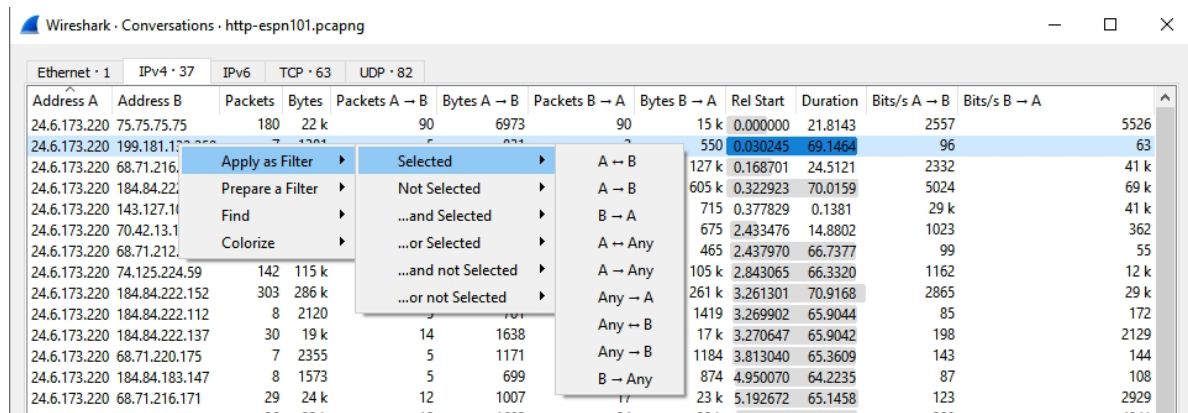 Wireshark · Conversations · http-espn101.pcapng
Ethernet · 1 IPv4 · 37 IPv6 TCP · 63 UDP · 82
Address A Address B Packets Bytes Packets A → B Bytes A → B Packets B → A Bytes B → A Rel Start Duration Bits/s A → B Bits/s B → A
24.6.173.220 75.75.75.75 180 22 k 90 6973 90 15 k 0.000000 21.8143 2557 5526
24.6.173.220 550 0.030245 69.1464 96 63
Apply as Filter Selected A ↔ B
24.6.173.220 68.71.216. 127 k 0.168701 24.5121 2332 41 k
24.6.173.220 605 k 0.322923 70.0159 5024 69 k
Prepare a Filter Not Selected A → B
24.6.173.220 715 0.377829 0.1381 29 k 41 k
Find ...and Selected B → A
24.6.173.220 70.42.13.1 675 2.433476 14.8802 1023 362
Colorize ...or Selected A ↔ Any
24.6.173.220 68.71.212. 465 2.437970 66.7377 99 55
24.6.173.220 74.125.224.59 142 115 k ...and not Selected A → Any 105 k 2.843065 66.3320 1162 12 k
24.6.173.220 184.84.222.152 303 286 k ...or not Selected Any → A 261 k 3.261301 70.9168 2865 29 k
24.6.173.220 184.84.222.112 8 2120 Any ↔ B 1419 3.269902 65.9044 85 172
24.6.173.220 184.84.222.137 30 19 k 14 1638 17 k 3.270647 65.9042 198 2129
Any → B
24.6.173.220 68.71.220.175 7 2355 5 1171 1184 3.813040 65.3609 143 144
24.6.173.220 184.84.183.147 8 1573 5 699 B → Any 874 4.950070 64.2235 87 108
24.6.173.220 68.71.216.171 29 24 k 12 1007 17 23 k 5.192672 65.1458 123 2929